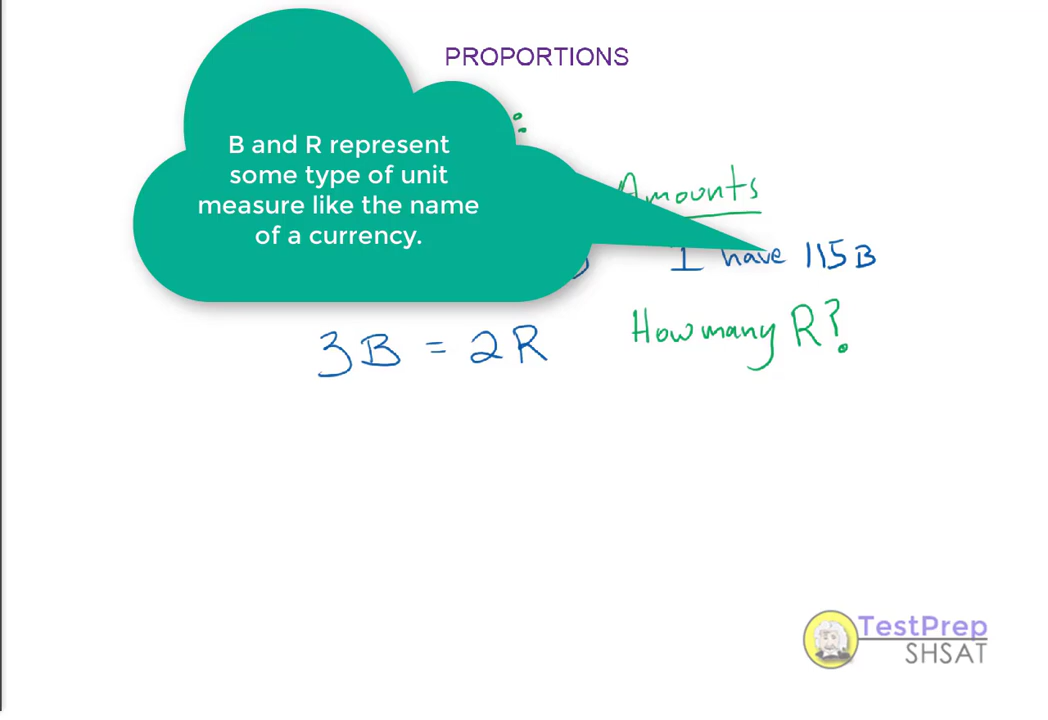 PROPORTIONS
B and R represent
some type of unit
measure like the name
of a currency.
Amounts
I have 115B
3B = 2R
How many R?
TestPrep
SHSAT